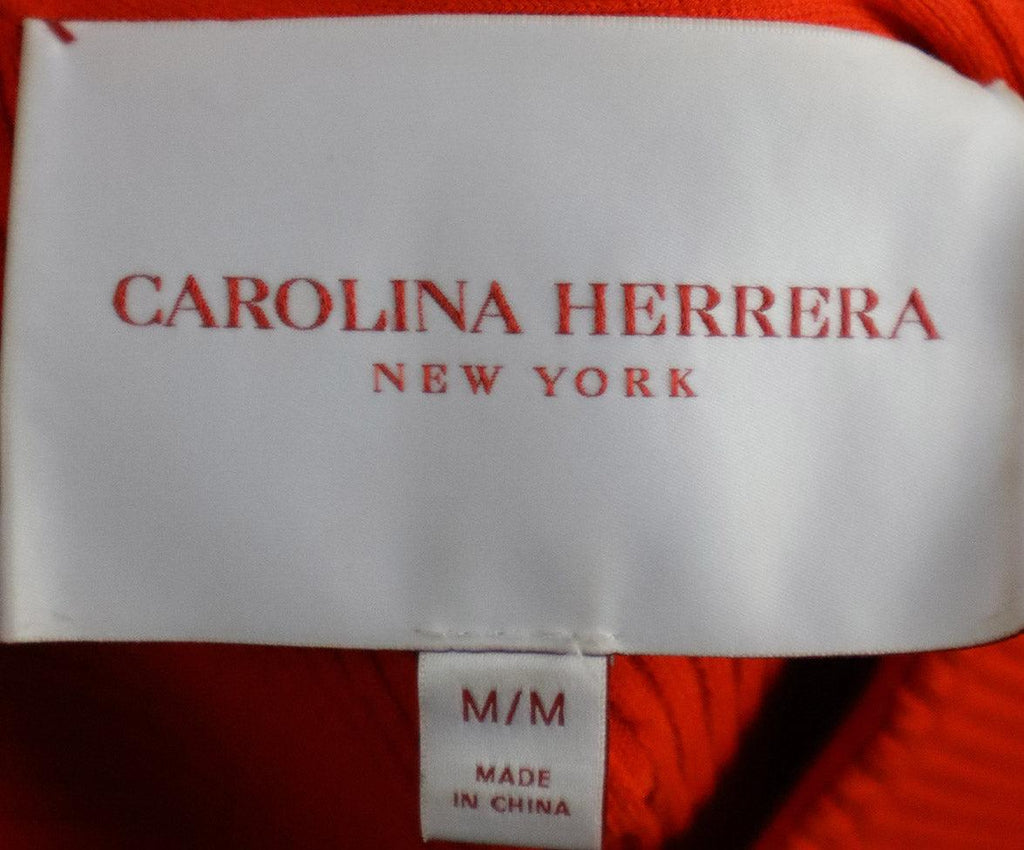 CAROLINA HERRERA
NEW YORK
M/M
MADE
IN CHINA